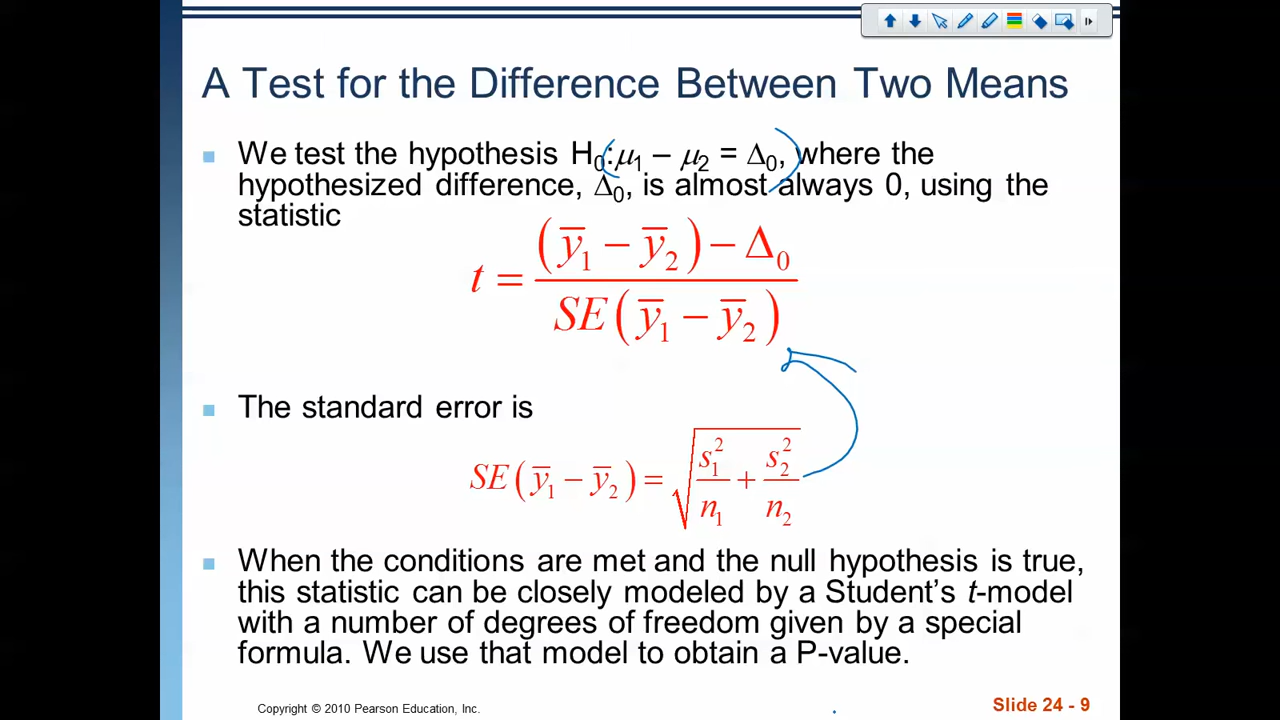 A Test for the Difference Between Two Means
We test the hypothesis H₀:μ₁ – μ₂ = Δ₀, where the
hypothesized difference, Δ₀, is almost always 0, using the
statistic
t = ((ȳ₁ − ȳ₂) − Δ₀) / SE(ȳ₁ − ȳ₂)
The standard error is
SE(ȳ₁ − ȳ₂) = √(s₁²/n₁ + s₂²/n₂)
When the conditions are met and the null hypothesis is true,
this statistic can be closely modeled by a Student’s t-model
with a number of degrees of freedom given by a special
formula. We use that model to obtain a P-value.
Copyright © 2010 Pearson Education, Inc.
Slide 24 - 9